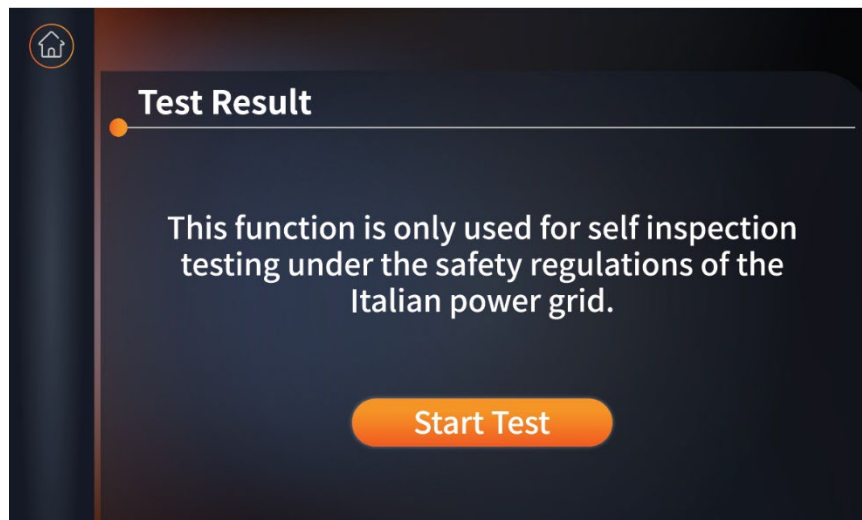 Test Result
This function is only used for self inspection
testing under the safety regulations of the
Italian power grid.
Start Test